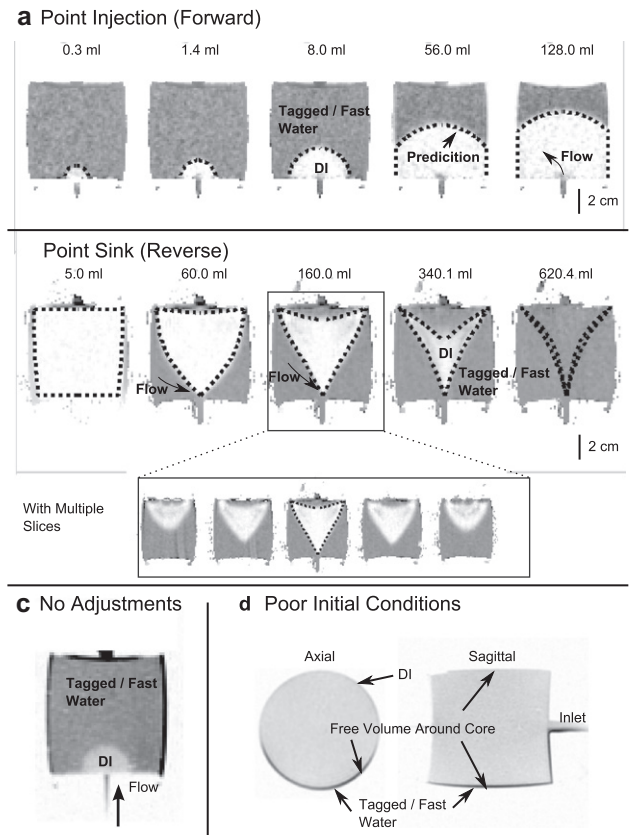 a Point Injection (Forward)
0.3 ml 1.4 ml 8.0 ml 56.0 ml 128.0 ml
Tagged / Fast
Water
DI
Predicition
Flow
2 cm
Point Sink (Reverse)
5.0 ml 60.0 ml 160.0 ml 340.1 ml 620.4 ml
Flow
Flow
DI
Tagged / Fast
Water
2 cm
With Multiple
Slices
c No Adjustments
Tagged / Fast
Water
DI
Flow
d Poor Initial Conditions
Axial
Sagittal
DI
Free Volume Around Core
Inlet
Tagged / Fast
Water